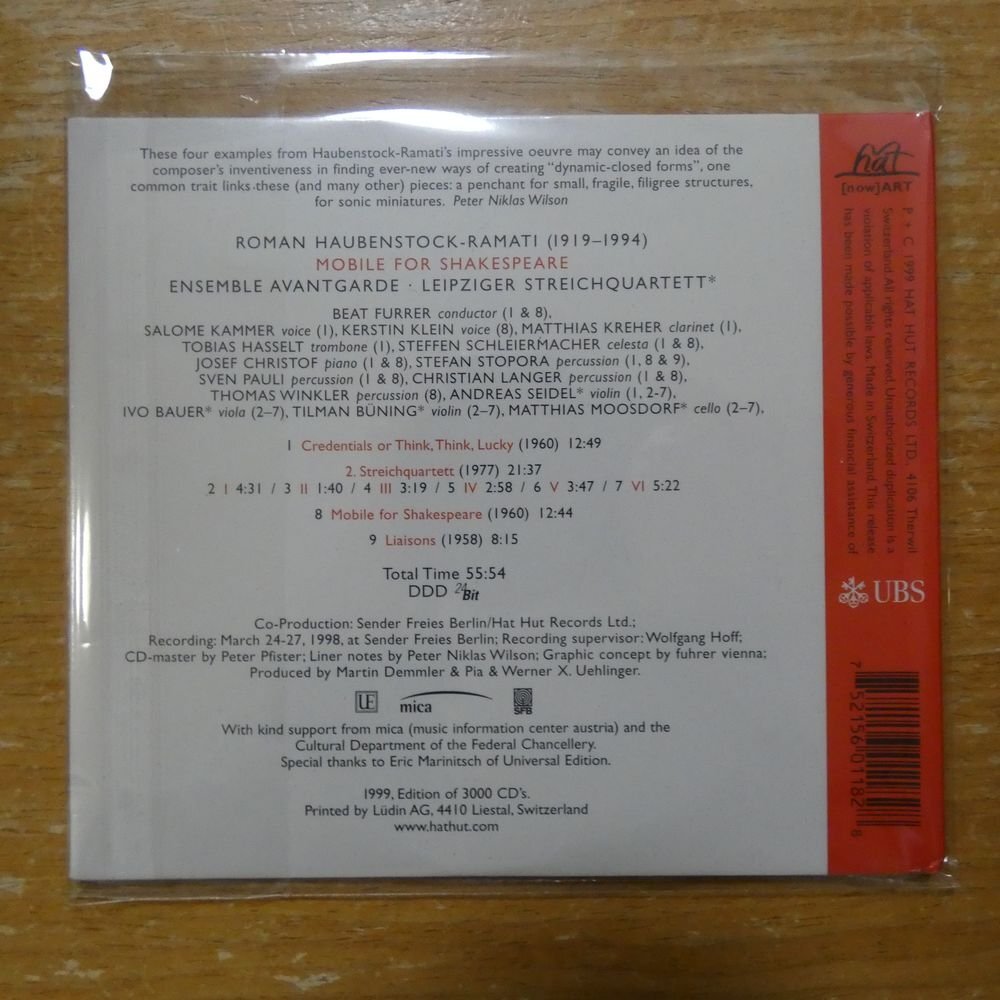 These four examples from Haubenstock-Ramati's impressive oeuvre may convey an idea of the
composer's inventiveness in finding ever-new ways of creating "dynamic-closed forms", one
common trait links these (and many other) pieces: a penchant for small, fragile, filigree structures,
for sonic miniatures. Peter Niklas Wilson
ROMAN HAUBENSTOCK-RAMATI (1919–1994)
MOBILE FOR SHAKESPEARE
ENSEMBLE AVANTGARDE · LEIPZIGER STREICHQUARTETT*
BEAT FURRER conductor (1 & 8),
SALOME KAMMER voice (1), KERSTIN KLEIN voice (8), MATTHIAS KREHER clarinet (1),
TOBIAS HASSELT trombone (1), STEFFEN SCHLEIERMACHER celesta (1 & 8),
JOSEF CHRISTOF piano (1 & 8), STEFAN STOPORA percussion (1, 8 & 9),
SVEN PAULI percussion (1 & 8), CHRISTIAN LANGER percussion (1 & 8),
THOMAS WINKLER percussion (8), ANDREAS SEIDEL* violin (1, 2-7),
IVO BAUER* viola (2–7), TILMAN BÜNING* violin (2–7), MATTHIAS MOOSDORF* cello (2–7),
1 Credentials or Think, Think, Lucky (1960) 12:49
2. Streichquartett (1977) 21:37
2 I 4:31 / 3 II 1:40 / 4 III 3:19 / 5 IV 2:58 / 6 V 3:47 / 7 VI 5:22
8 Mobile for Shakespeare (1960) 12:44
9 Liaisons (1958) 8:15
Total Time 55:54
DDD 24 Bit
Co-Production: Sender Freies Berlin/Hat Hut Records Ltd.;
Recording: March 24-27, 1998, at Sender Freies Berlin; Recording supervisor: Wolfgang Hoff;
CD-master by Peter Pfister; Liner notes by Peter Niklas Wilson; Graphic concept by fuhrer vienna;
Produced by Martin Demmler & Pia & Werner X. Uehlinger.
UE mica SFB
With kind support from mica (music information center austria) and the
Cultural Department of the Federal Chancellery.
Special thanks to Eric Marinitsch of Universal Edition.
1999, Edition of 3000 CD's.
Printed by Lüdin AG, 4410 Liestal, Switzerland
www.hathut.com
hat
[now]ART
P + C 1999 HAT HUT RECORDS LTD., 4106 Therwil
Switzerland. All rights reserved. Unauthorized duplication is a
violation of applicable laws. Made in Switzerland. This release
has been made possible by generous financial assistance of
UBS
7 52156 01182 8